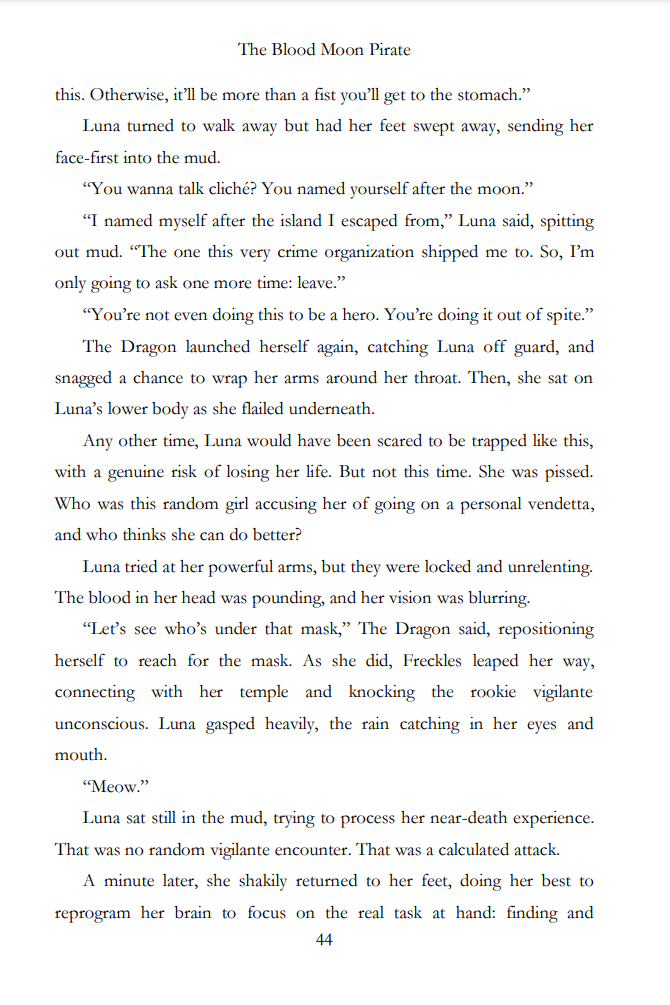 The Blood Moon Pirate
this. Otherwise, it’ll be more than a fist you’ll get to the stomach.”
Luna turned to walk away but had her feet swept away, sending her
face-first into the mud.
“You wanna talk cliché? You named yourself after the moon.”
“I named myself after the island I escaped from,” Luna said, spitting
out mud. “The one this very crime organization shipped me to. So, I’m
only going to ask one more time: leave.”
“You’re not even doing this to be a hero. You’re doing it out of spite.”
The Dragon launched herself again, catching Luna off guard, and
snagged a chance to wrap her arms around her throat. Then, she sat on
Luna’s lower body as she flailed underneath.
Any other time, Luna would have been scared to be trapped like this,
with a genuine risk of losing her life. But not this time. She was pissed.
Who was this random girl accusing her of going on a personal vendetta,
and who thinks she can do better?
Luna tried at her powerful arms, but they were locked and unrelenting.
The blood in her head was pounding, and her vision was blurring.
“Let’s see who’s under that mask,” The Dragon said, repositioning
herself to reach for the mask. As she did, Freckles leaped her way,
connecting with her temple and knocking the rookie vigilante
unconscious. Luna gasped heavily, the rain catching in her eyes and
mouth.
“Meow.”
Luna sat still in the mud, trying to process her near-death experience.
That was no random vigilante encounter. That was a calculated attack.
A minute later, she shakily returned to her feet, doing her best to
reprogram her brain to focus on the real task at hand: finding and
44